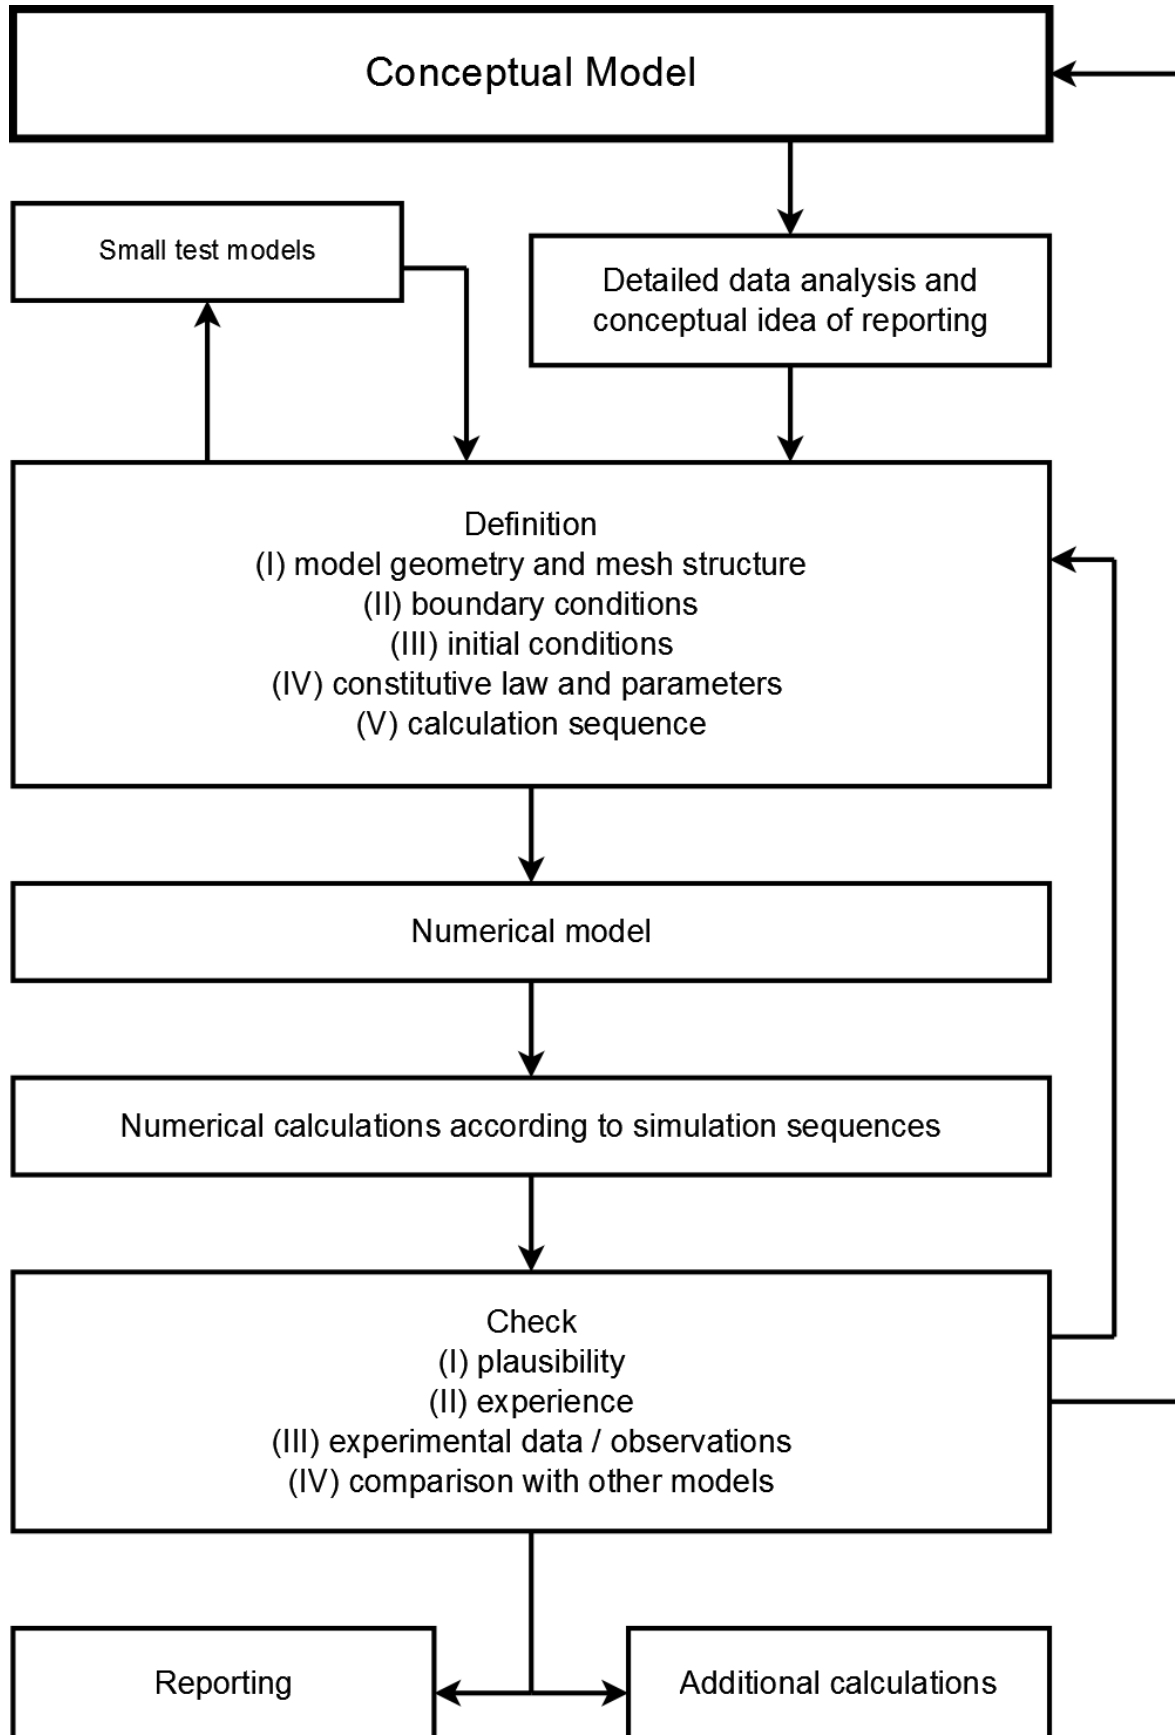 Conceptual Model
Small test models
Detailed data analysis and
conceptual idea of reporting
Definition
(I) model geometry and mesh structure
(II) boundary conditions
(III) initial conditions
(IV) constitutive law and parameters
(V) calculation sequence
Numerical model
Numerical calculations according to simulation sequences
Check
(I) plausibility
(II) experience
(III) experimental data / observations
(IV) comparison with other models
Reporting
Additional calculations